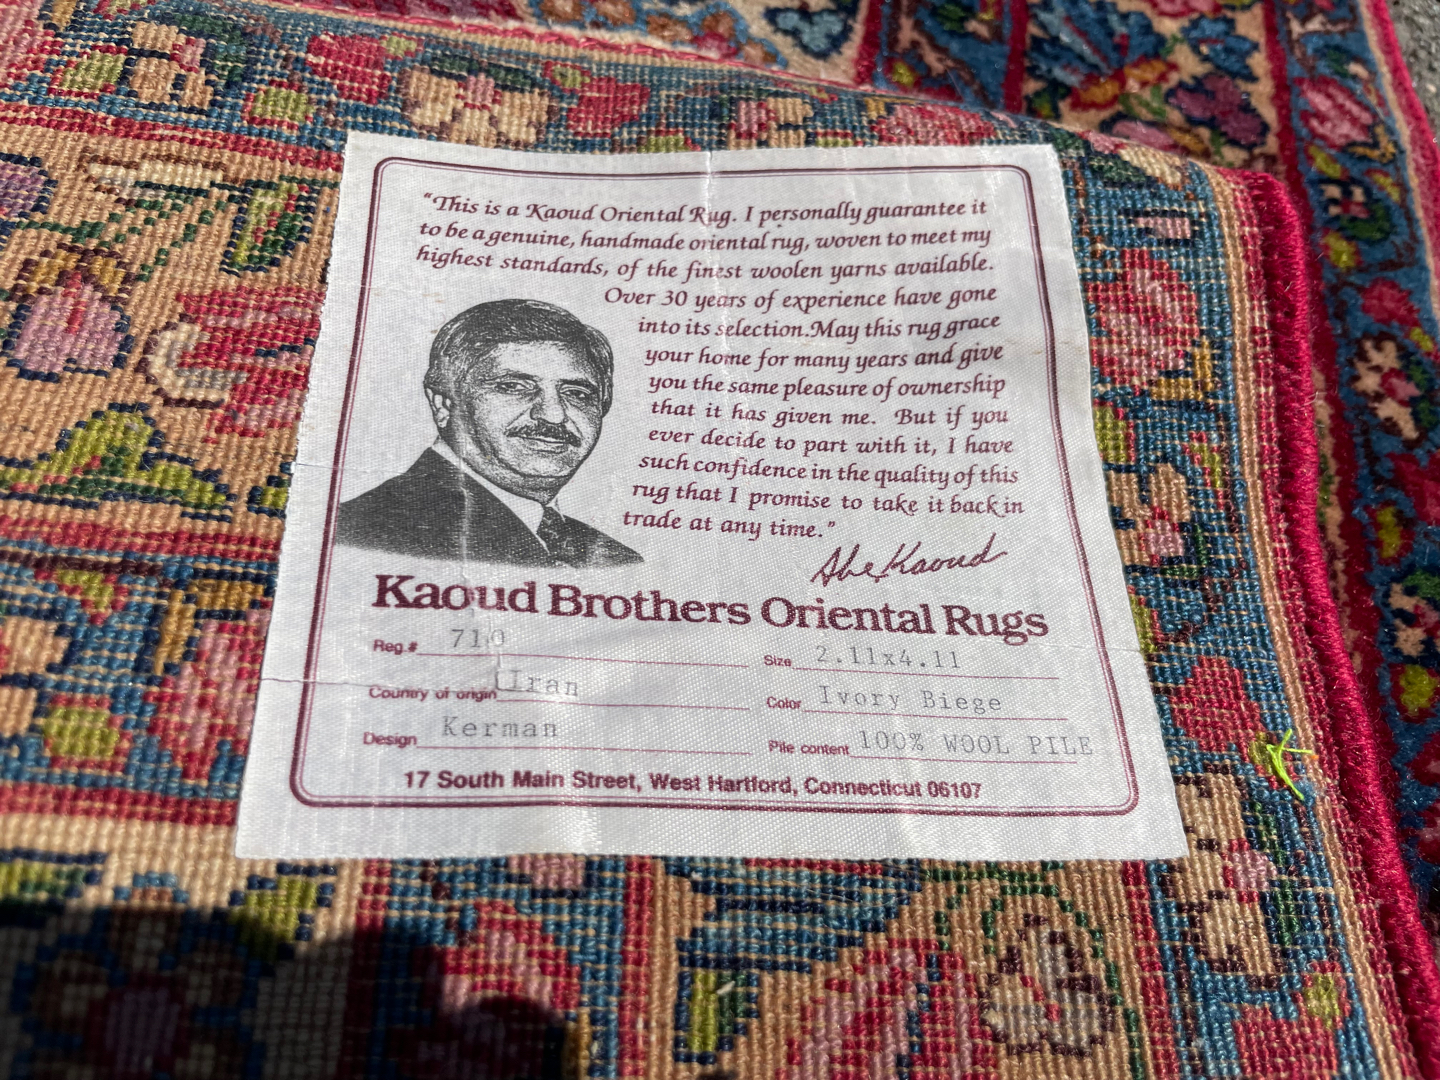 “This is a Kaoud Oriental Rug. I personally guarantee it
to be a genuine, handmade oriental rug, woven to meet my
highest standards, of the finest woolen yarns available.
Over 30 years of experience have gone
into its selection. May this rug grace
your home for many years and give
you the same pleasure of ownership
that it has given me. But if you
ever decide to part with it, I have
such confidence in the quality of this
rug that I promise to take it back in
trade at any time.”
Abe Kaoud
Kaoud Brothers Oriental Rugs
Reg.# 710 Size 2.11x4.11
Country of origin Iran Color Ivory Biege
Design Kerman Pile content 100% WOOL PILE
17 South Main Street, West Hartford, Connecticut 06107